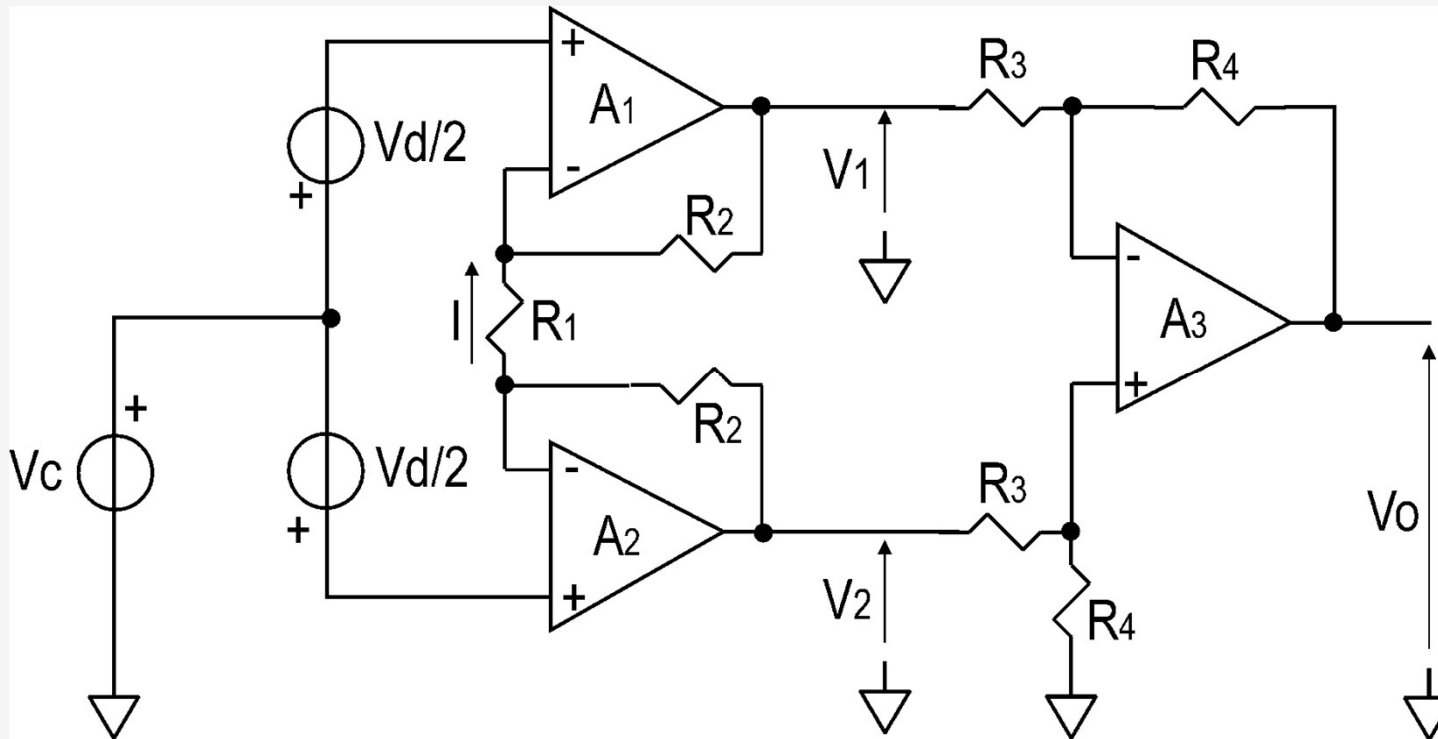 +
A1
-
Vd/2
+
R3
R4
V1
R2
I
R1
-
A3
+
R2
+
Vc
Vd/2
+
-
A2
+
R3
V2
R4
Vo